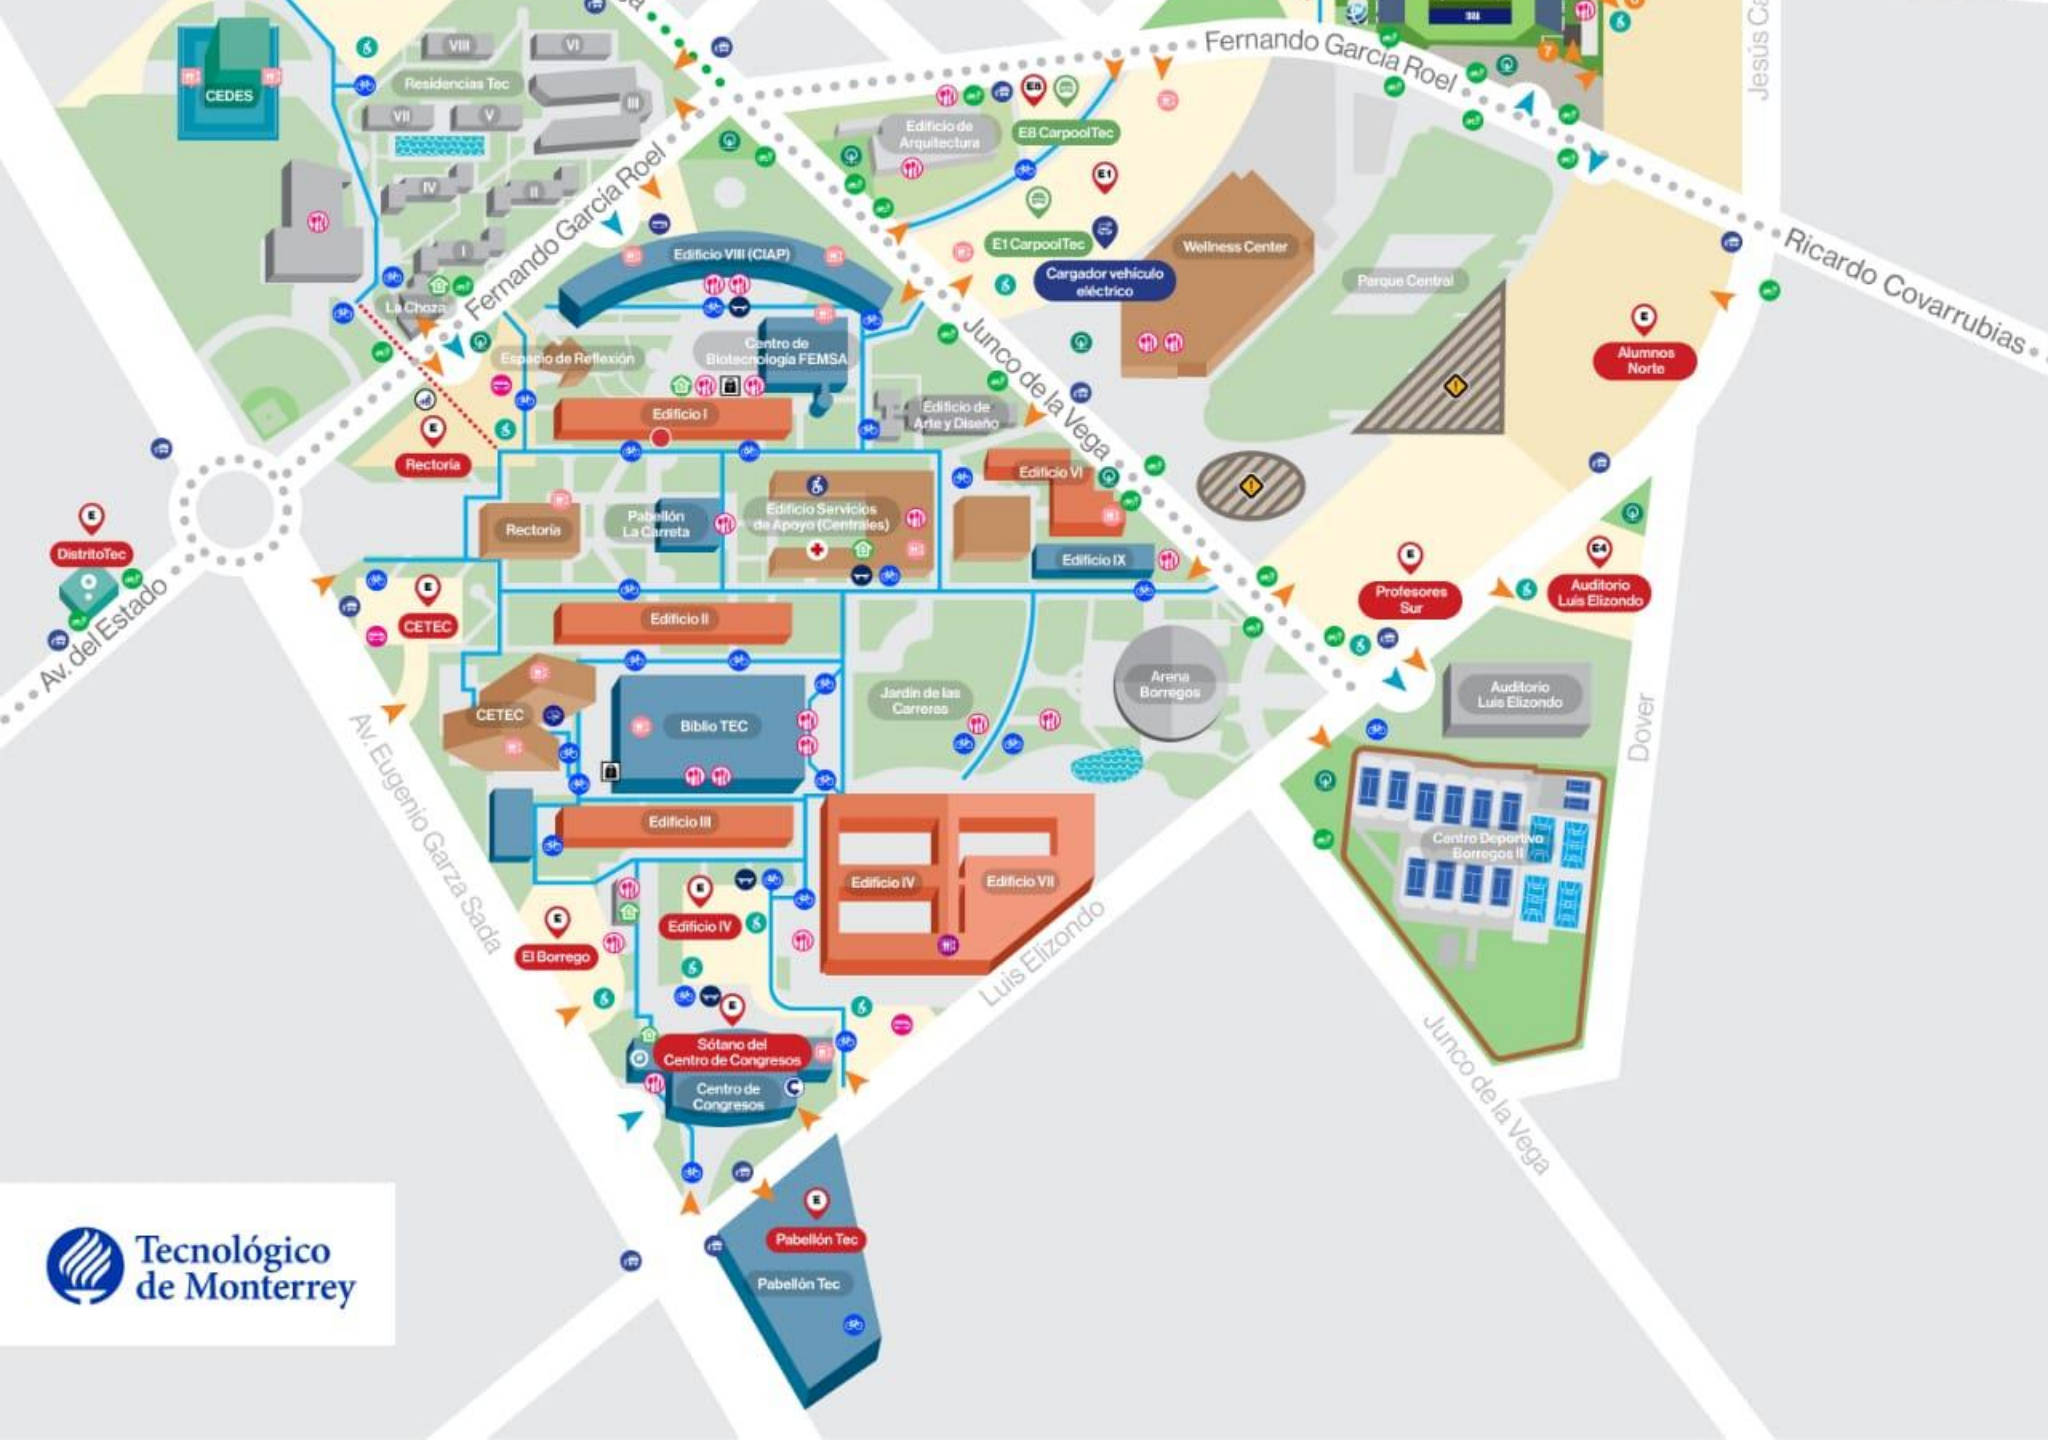 Fernando García Roel
Jesús Ca
CEDES
VIII
VI
Residencias Tec
III
VII
V
IV
II
I
La Choza
Fernando García Roel
Edificio de
Arquitectura
E8
E8 CarpoolTec
E1
E1 CarpoolTec
Cargador vehículo
eléctrico
Wellness Center
Parque Central
7
Ricardo Covarrubias
E
Alumnos
Norte
Edificio VIII (CIAP)
Centro de
Biotecnología FEMSA
Espacio de Reflexión
Edificio I
Edificio de
Arte y Diseño
Junco de la Vega
E
Rectoría
Edificio VI
Rectoría
Pabellón
La Carreta
Edificio Servicios
de Apoyo (Centrales)
Edificio IX
E
DistritoTec
Av. del Estado
E
CETEC
Edificio II
E
Profesores
Sur
E4
Auditorio
Luis Elizondo
Arena
Borregos
Auditorio
Luis Elizondo
Dover
CETEC
Biblio TEC
Jardín de las
Carreras
Av. Eugenio Garza Sada
Edificio III
Centro Deportivo
Borregos II
Edificio IV
Edificio VII
E
Edificio IV
E
El Borrego
Luis Elizondo
E
Sótano del
Centro de Congresos
Centro de
Congresos
Junco de la Vega
E
Pabellón Tec
Pabellón Tec
Tecnológico
de Monterrey